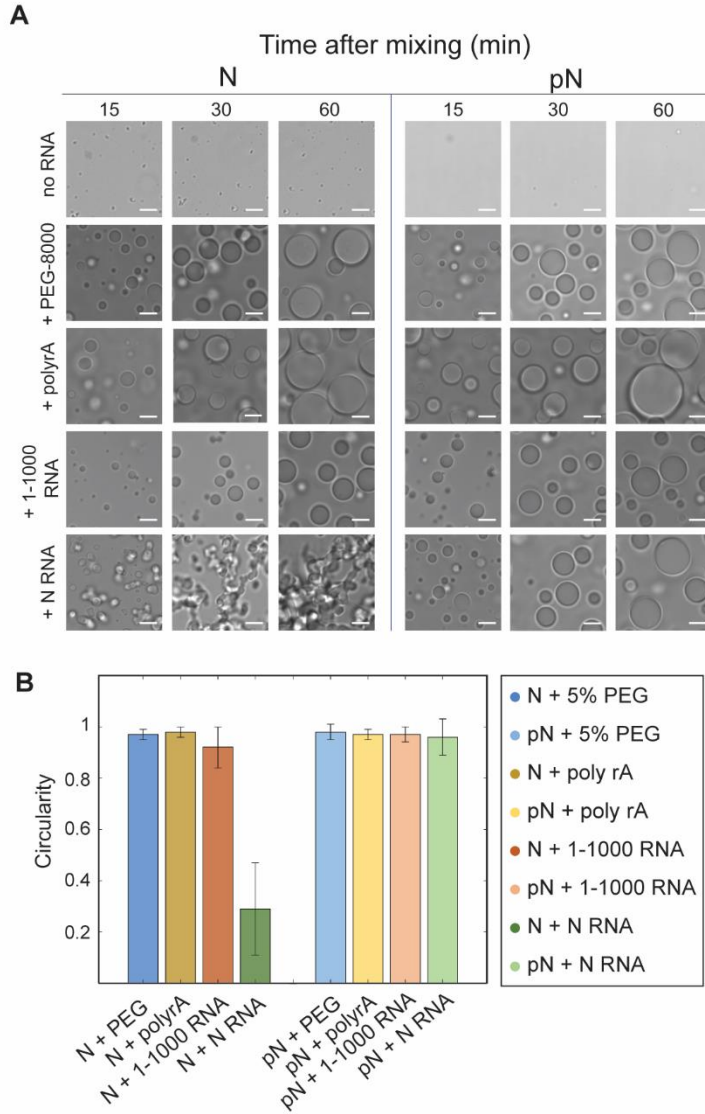 A
Time after mixing (min)
N pN
15 30 60 15 30 60
no RNA
+ PEG-8000
+ polyrA
+ 1-1000
RNA
+ N RNA
B
Circularity
1
0.8
0.6
0.4
0.2
N + PEG
N + polyrA
N + 1-1000 RNA
N + N RNA
pN + PEG
pN + polyrA
pN + 1-1000 RNA
pN + N RNA
N + 5% PEG
pN + 5% PEG
N + poly rA
pN + poly rA
N + 1-1000 RNA
pN + 1-1000 RNA
N + N RNA
pN + N RNA